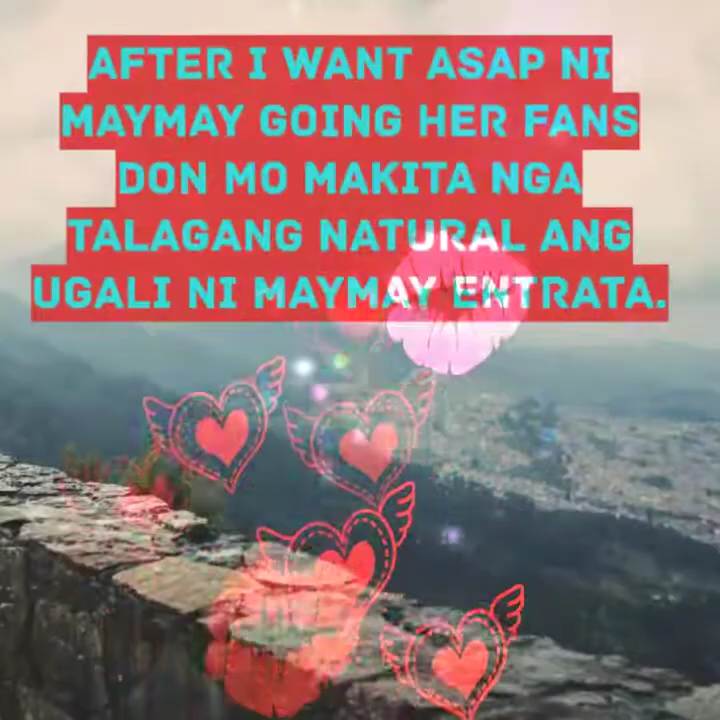 AFTER I WANT ASAP NI
MAYMAY GOING HER FANS
DON MO MAKITA NGA
TALAGANG NATURAL ANG
UGALI NI MAYMAY ENTRATA.